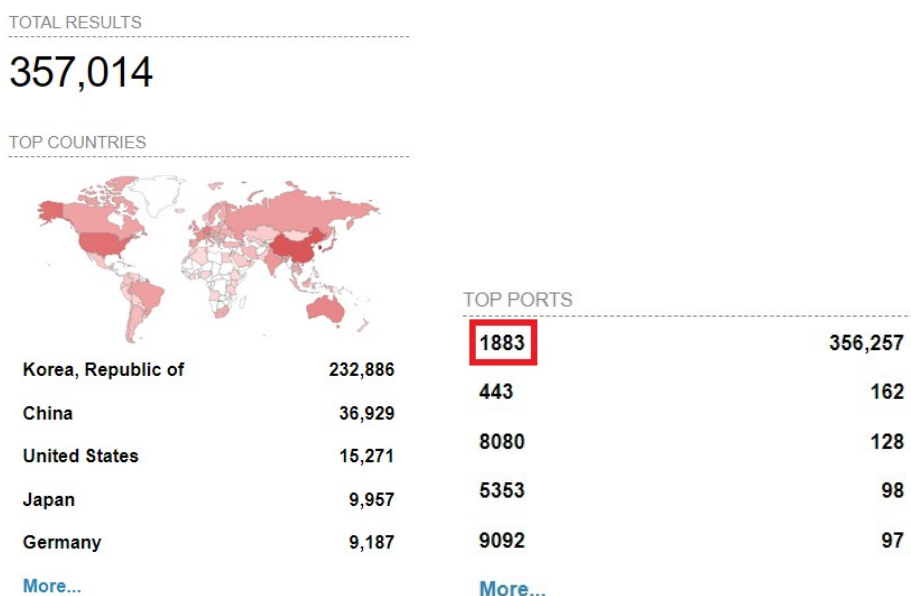 TOTAL RESULTS
357,014
TOP COUNTRIES
Korea, Republic of 232,886
China 36,929
United States 15,271
Japan 9,957
Germany 9,187
More...
TOP PORTS
1883 356,257
443 162
8080 128
5353 98
9092 97
More...